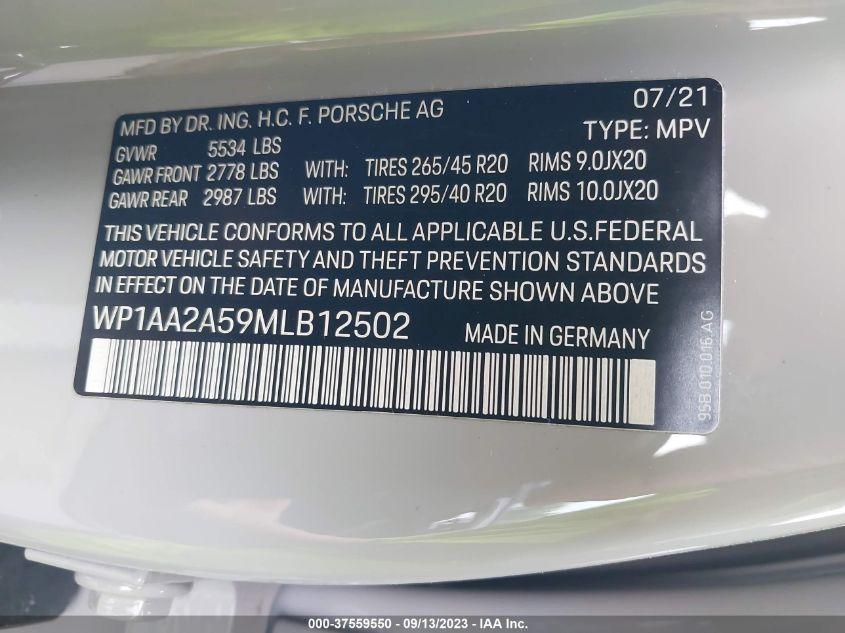 MFD BY DR. ING. H.C. F. PORSCHE AG 07/21
TYPE: MPV
GVWR 5534 LBS
GAWR FRONT 2778 LBS WITH: TIRES 265/45 R20 RIMS 9.0JX20
GAWR REAR 2987 LBS WITH: TIRES 295/40 R20 RIMS 10.0JX20
THIS VEHICLE CONFORMS TO ALL APPLICABLE U.S.FEDERAL
MOTOR VEHICLE SAFETY AND THEFT PREVENTION STANDARDS
IN EFFECT ON THE DATE OF MANUFACTURE SHOWN ABOVE
WP1AA2A59MLB12502 MADE IN GERMANY
95B.010.016.AG
000-37559550 - 09/13/2023 - IAA Inc.